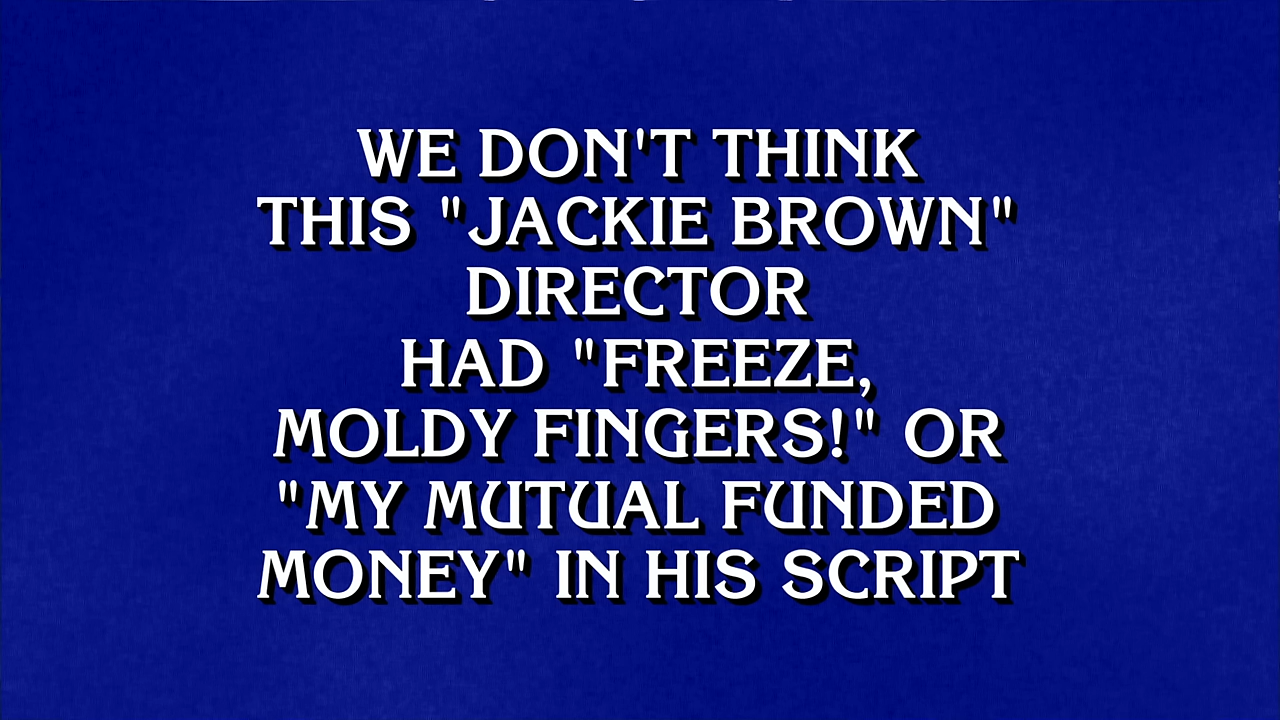 WE DON'T THINK
THIS "JACKIE BROWN"
DIRECTOR
HAD "FREEZE,
MOLDY FINGERS!" OR
"MY MUTUAL FUNDED
MONEY" IN HIS SCRIPT